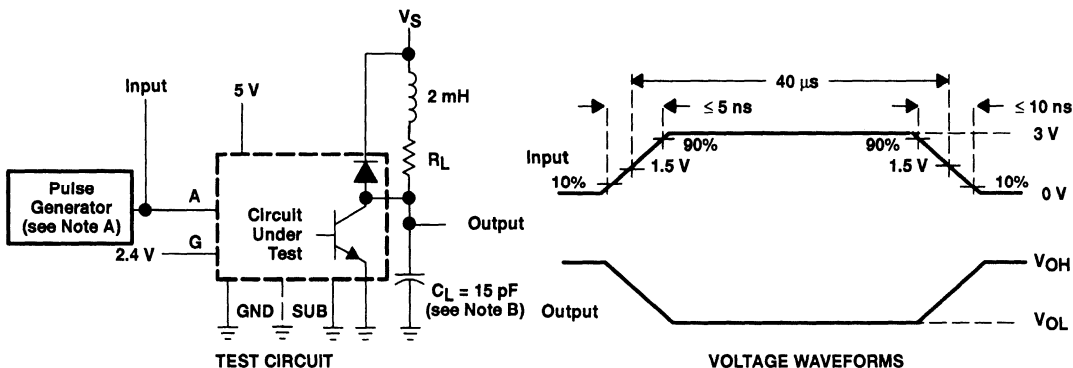 VS
Input
5 V
2 mH
RL
Pulse
Generator
(see Note A)
A
Circuit
Under
Test
Output
2.4 V
G
GND
SUB
CL = 15 pF
(see Note B)
TEST CIRCUIT
40 μs
≤ 5 ns
≤ 10 ns
3 V
90%
90%
Input
1.5 V
1.5 V
10%
10%
0 V
VOH
Output
VOL
VOLTAGE WAVEFORMS